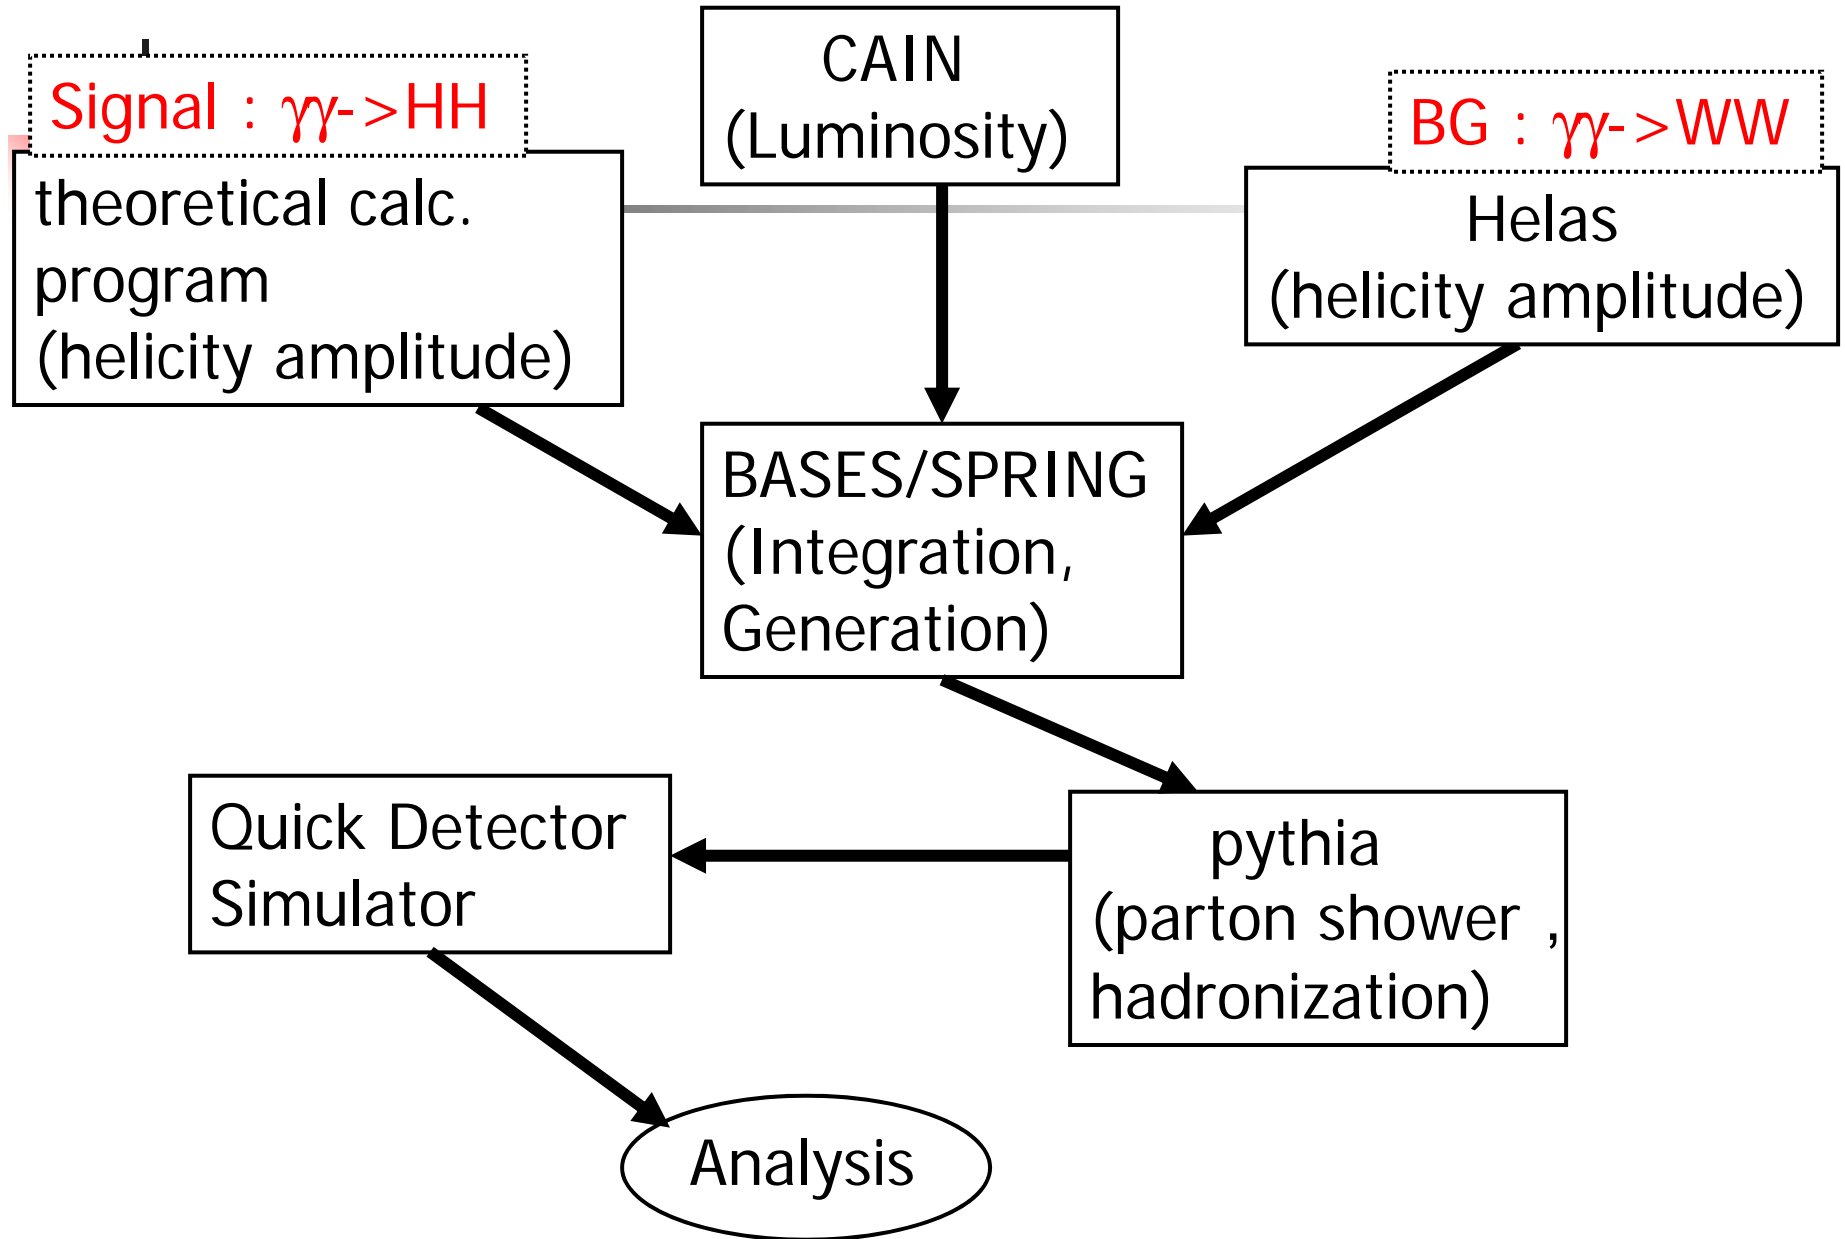 Signal : γγ->HH
theoretical calc.
program
(helicity amplitude)
CAIN
(Luminosity)
BG : γγ->WW
Helas
(helicity amplitude)
BASES/SPRING
(Integration,
Generation)
Quick Detector
Simulator
pythia
(parton shower ,
hadronization)
Analysis